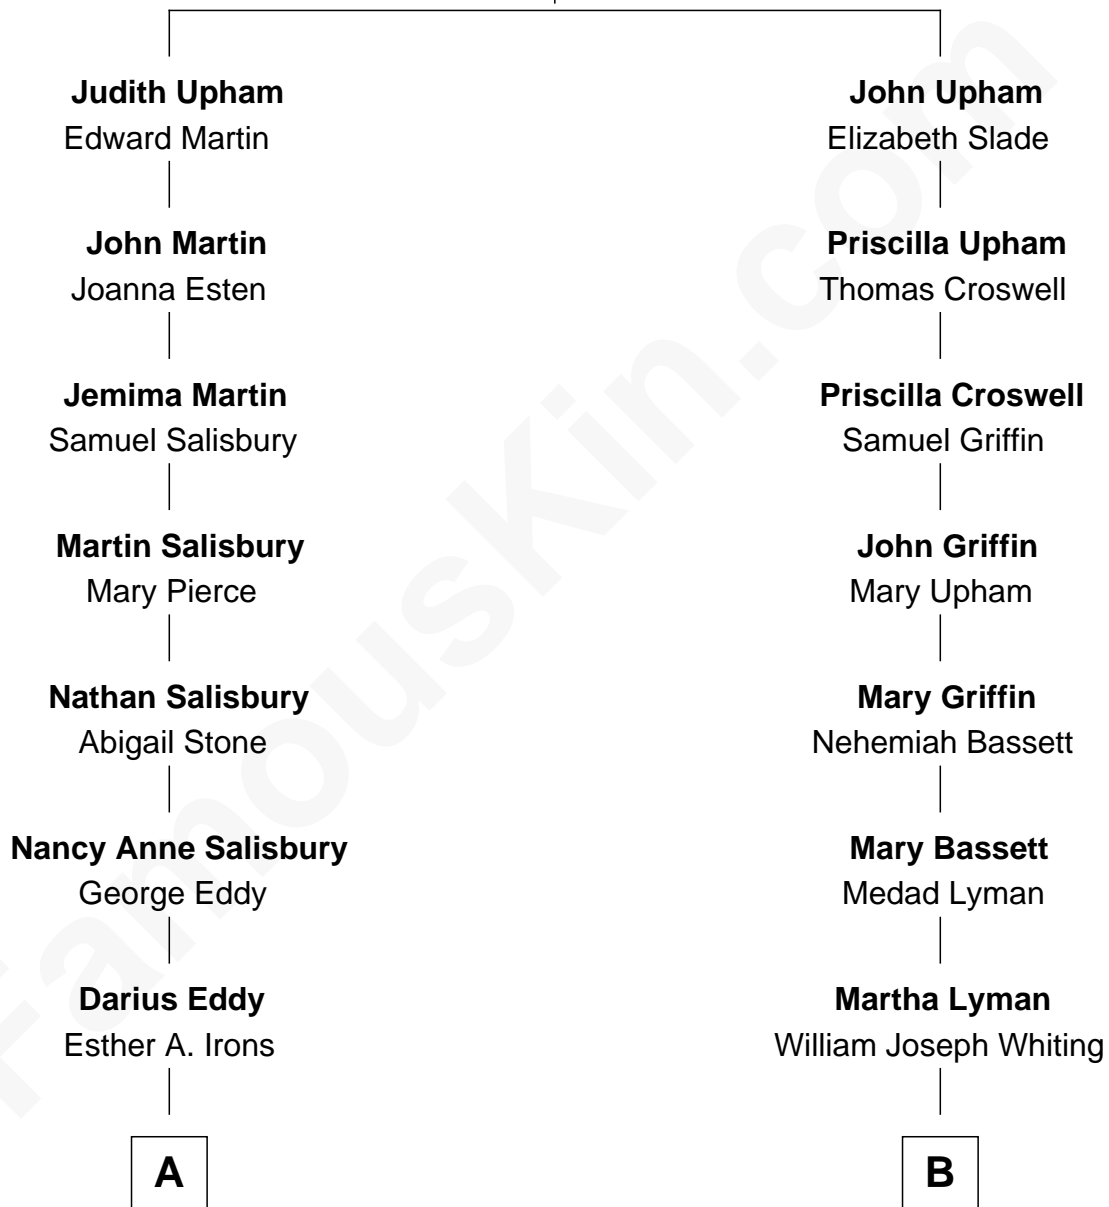 Judith Upham
Edward Martin
John Martin
Joanna Esten
Jemima Martin
Samuel Salisbury
Martin Salisbury
Mary Pierce
Nathan Salisbury
Abigail Stone
Nancy Anne Salisbury
George Eddy
Darius Eddy
Esther A. Irons
A
John Upham
Elizabeth Slade
Priscilla Upham
Thomas Croswell
Priscilla Croswell
Samuel Griffin
John Griffin
Mary Upham
Mary Griffin
Nehemiah Bassett
Mary Bassett
Medad Lyman
Martha Lyman
William Joseph Whiting
B
FamousKin.com